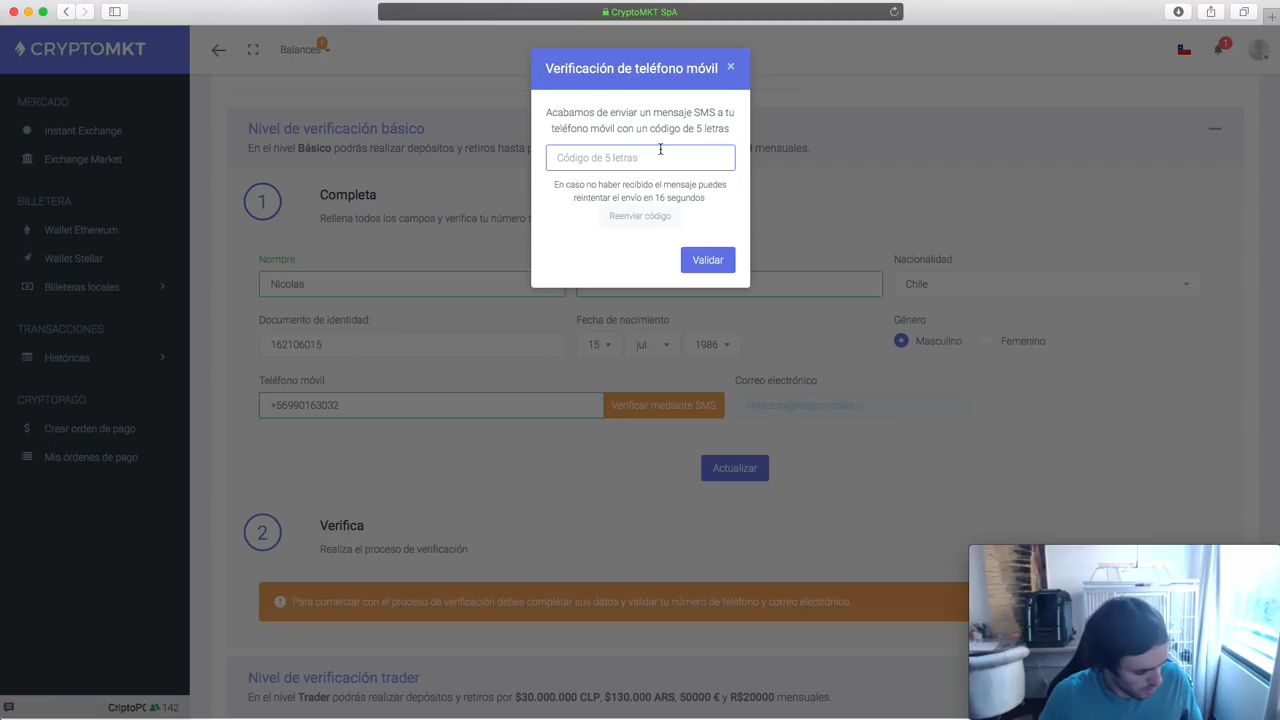 CryptoMKT SpA
CRYPTOMKT
Balances
1
MERCADO
Instant Exchange
Exchange Market
BILLETERA
Wallet Ethereum
Wallet Stellar
Billeteras locales
TRANSACCIONES
Históricas
CRYPTOPAGO
Crear orden de pago
Mis órdenes de pago
142
Verificación de teléfono móvil
×
Acabamos de enviar un mensaje SMS a tu
teléfono móvil con un código de 5 letras
Código de 5 letras
En caso no haber recibido el mensaje puedes
reintentar el envío en 16 segundos
Reenviar código
Validar
Nivel de verificación básico
En el nivel Básico podrás realizar depósitos y retiros mensuales.
1
Completa
Rellena todos los campos y verifica tu número
Nombre
Nacionalidad
Nicolas
Chile
Documento de identidad:
Fecha de nacimiento
Género
162106015
15
jul.
1986
Masculino
Femenino
Teléfono móvil
Correo electrónico
+56990163032
Verificar mediante SMS
Actualizar
2
Verifica
Realiza el proceso de verificación
Para comenzar con el proceso de verificación debes completar sus datos y validar tu número de teléfono y correo electrónico.
Nivel de verificación trader
En el nivel Trader podrás realizar depósitos y retiros por $30.000.000 CLP, $130.000 ARS, 50000 € y R$20000 mensuales.